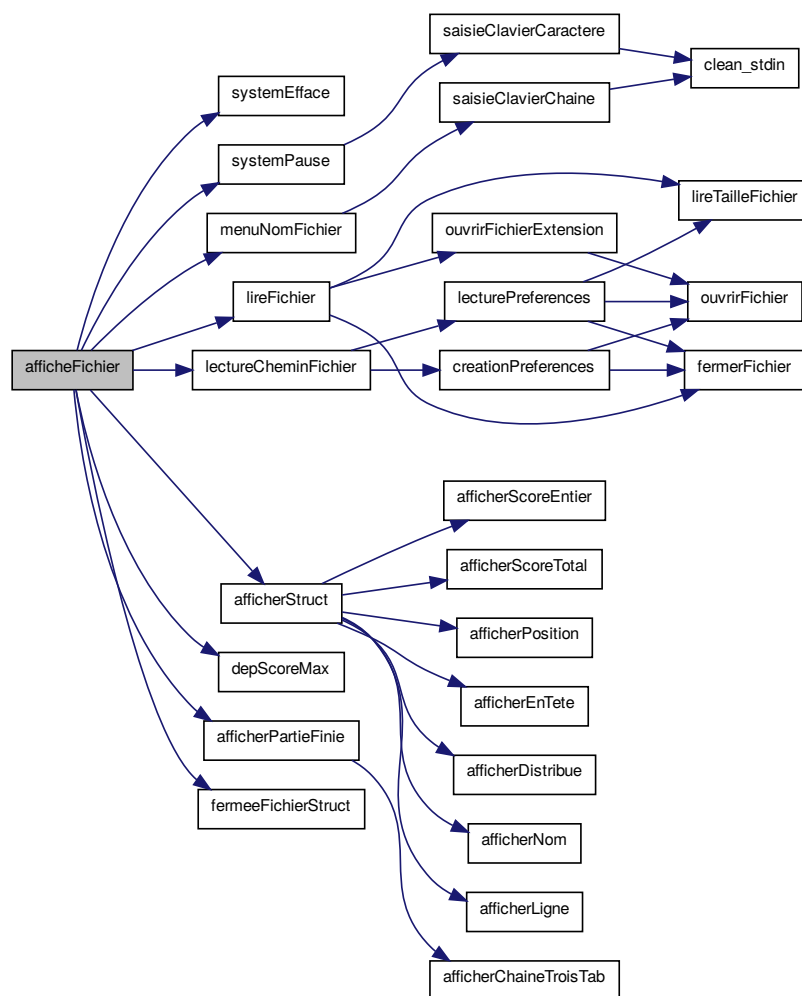 saisieClavierCaractere
clean_stdin
systemEfface
saisieClavierChaine
systemPause
lireTailleFichier
menuNomFichier
ouvrirFichierExtension
lireFichier
lecturePreferences
ouvrirFichier
afficheFichier
lectureCheminFichier
creationPreferences
fermerFichier
afficherScoreEntier
afficherScoreTotal
afficherStruct
afficherPosition
depScoreMax
afficherEnTete
afficherPartieFinie
afficherDistribue
fermeeFichierStruct
afficherNom
afficherLigne
afficherChaineTroisTab